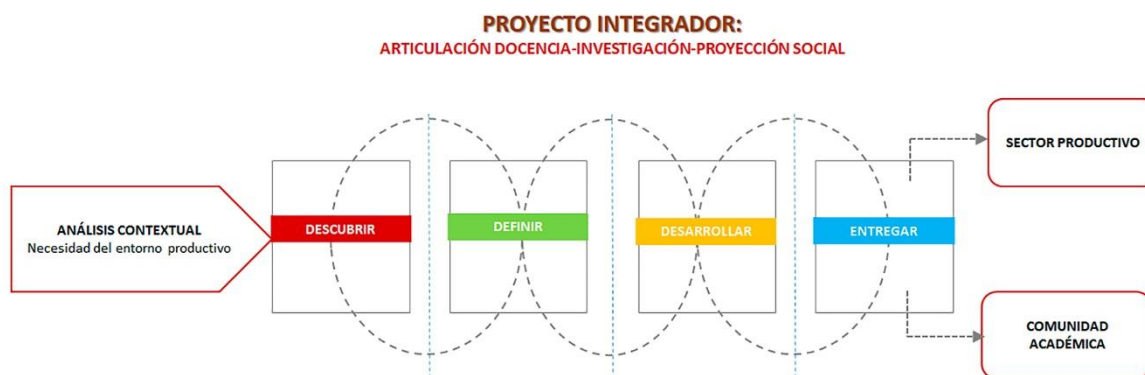 PROYECTO INTEGRADOR:
ARTICULACIÓN DOCENCIA-INVESTIGACIÓN-PROYECCIÓN SOCIAL
ANÁLISIS CONTEXTUAL
Necesidad del entorno productivo
DESCUBRIR
DEFINIR
DESARROLLAR
ENTREGAR
SECTOR PRODUCTIVO
COMUNIDAD
ACADÉMICA